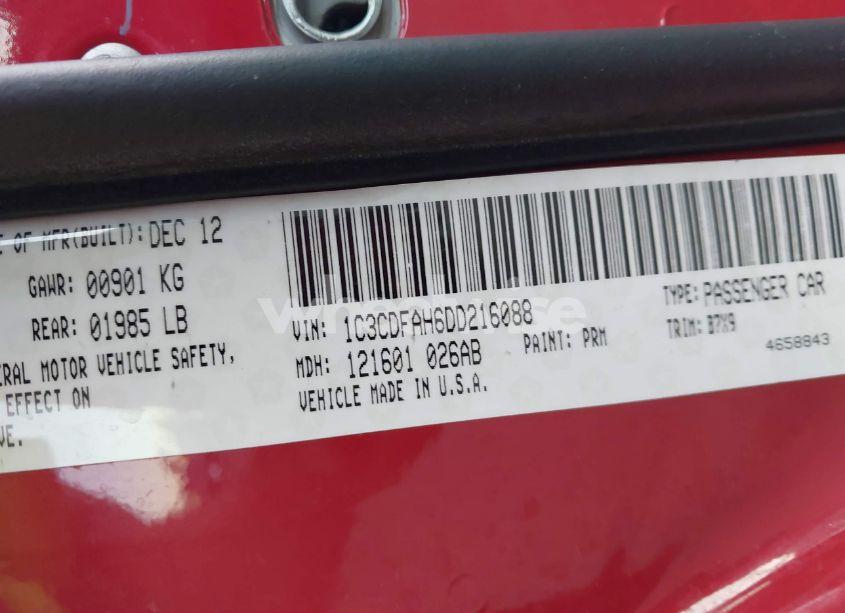 E OF MFR(BUILT): DEC 12
GAWR: 00901 KG
REAR: 01985 LB
ERAL MOTOR VEHICLE SAFETY,
EFFECT ON
VE.
VIN: 1C3CDFAH6DD216088
MDH: 121601 026AB
VEHICLE MADE IN U.S.A.
PAINT: PRM
TYPE: PASSENGER CAR
TRIM: B7X9
4658843
wheelwise